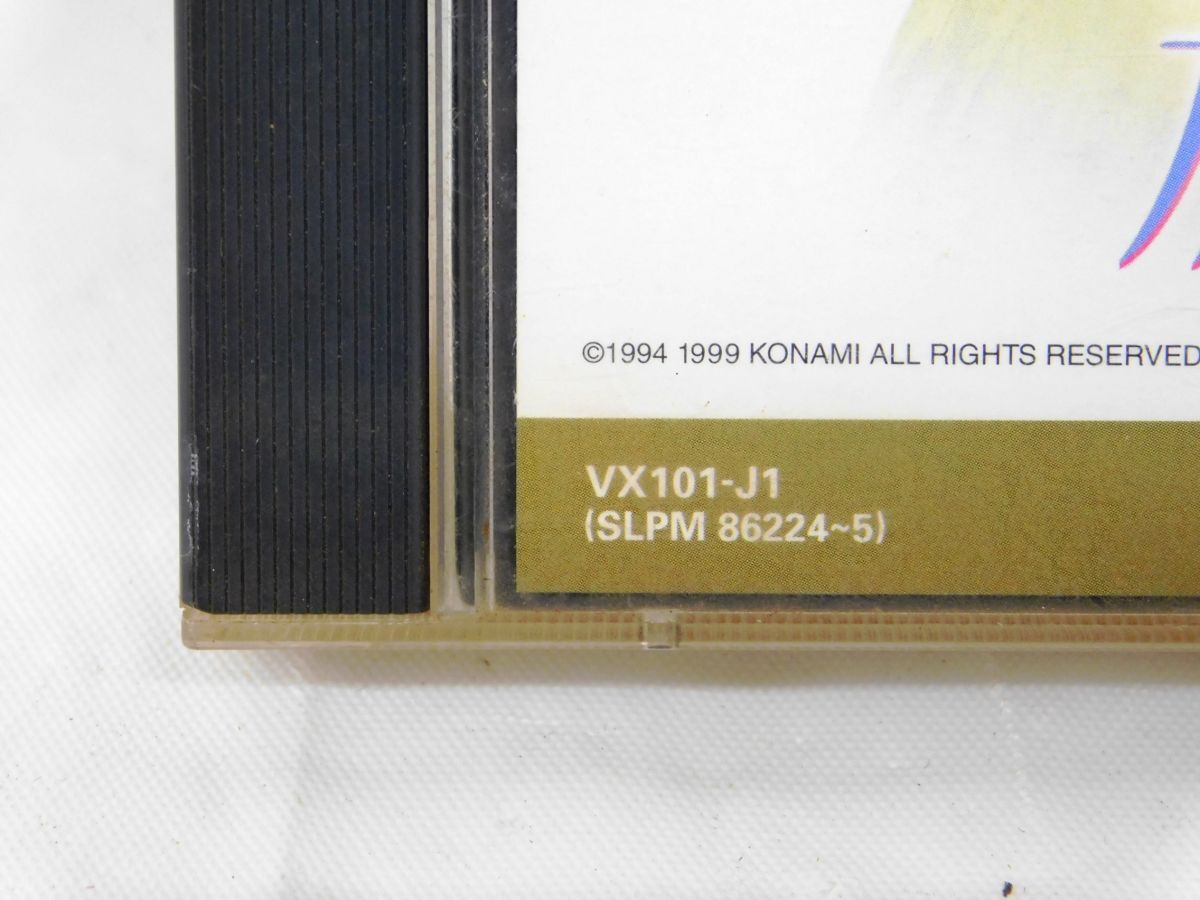 ©1994 1999 KONAMI ALL RIGHTS RESERVED
VX101-J1
(SLPM 86224~5)